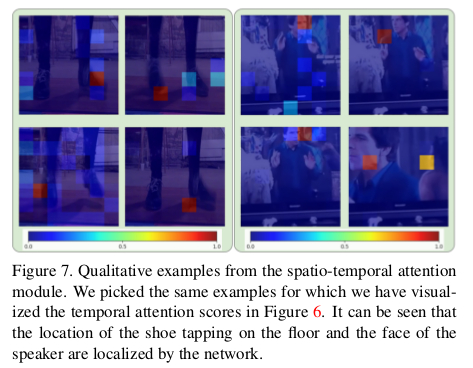 0.0 0.5 1.0
0.0 0.5 1.0
Figure 7. Qualitative examples from the spatio-temporal attention
module. We picked the same examples for which we have visual-
ized the temporal attention scores in Figure 6. It can be seen that
the location of the shoe tapping on the floor and the face of the
speaker are localized by the network.